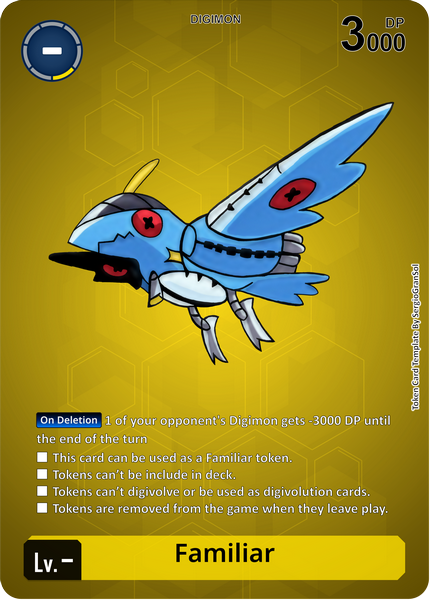 DIGIMON
-
DP
3000
Token Card Template By SergioGranSol
On Deletion 1 of your opponent's Digimon gets -3000 DP until
the end of the turn
This card can be used as a Familiar token.
Tokens can't be include in deck.
Tokens can't digivolve or be used as digivolution cards.
Tokens are removed from the game when they leave play.
Lv.-
Familiar